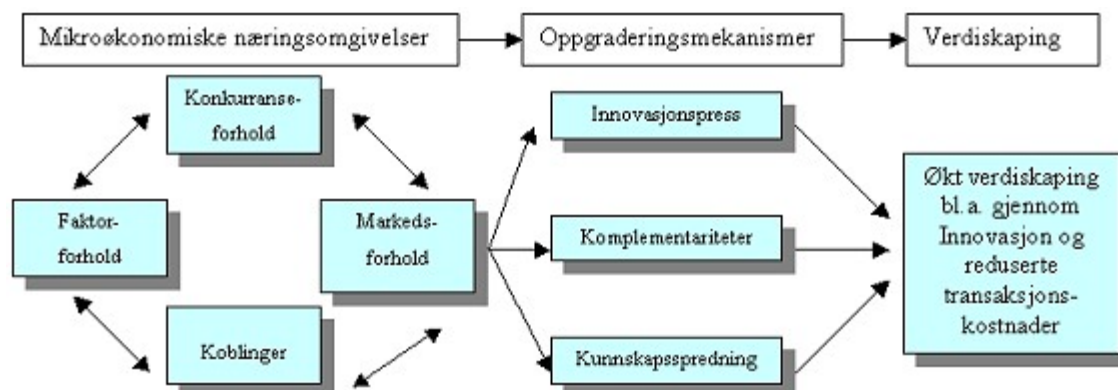 Mikroøkonomiske næringsomgivelser
Oppgraderingsmekanismer
Verdiskaping
Konkurranse-
forhold
Faktor-
forhold
Markeds-
forhold
Koblinger
Innovasjonspress
Komplementariteter
Kunnskapsspredning
Økt verdiskaping
bl.a. gjennom
Innovasjon og
reduserte
transaksjons-
kostnader